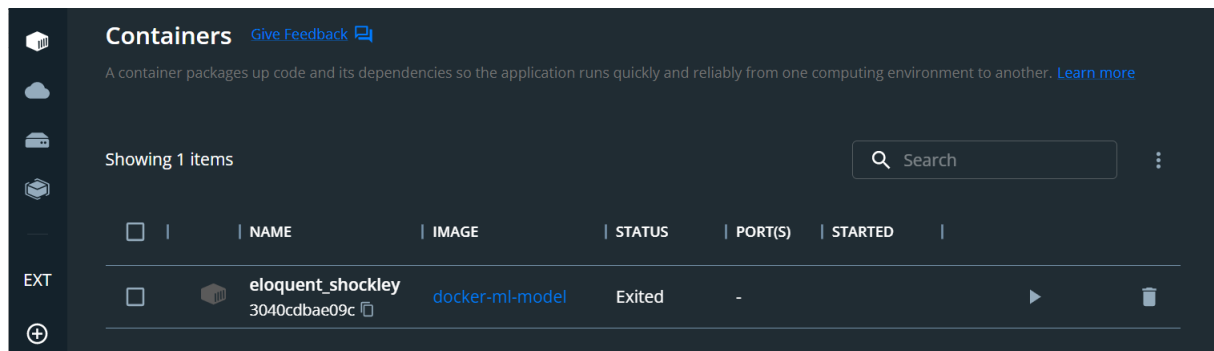 Containers Give Feedback
A container packages up code and its dependencies so the application runs quickly and reliably from one computing environment to another. Learn more
Showing 1 items
Search
NAME IMAGE STATUS PORT(S) STARTED
EXT
eloquent_shockley
docker-ml-model Exited -
3040cdbae09c